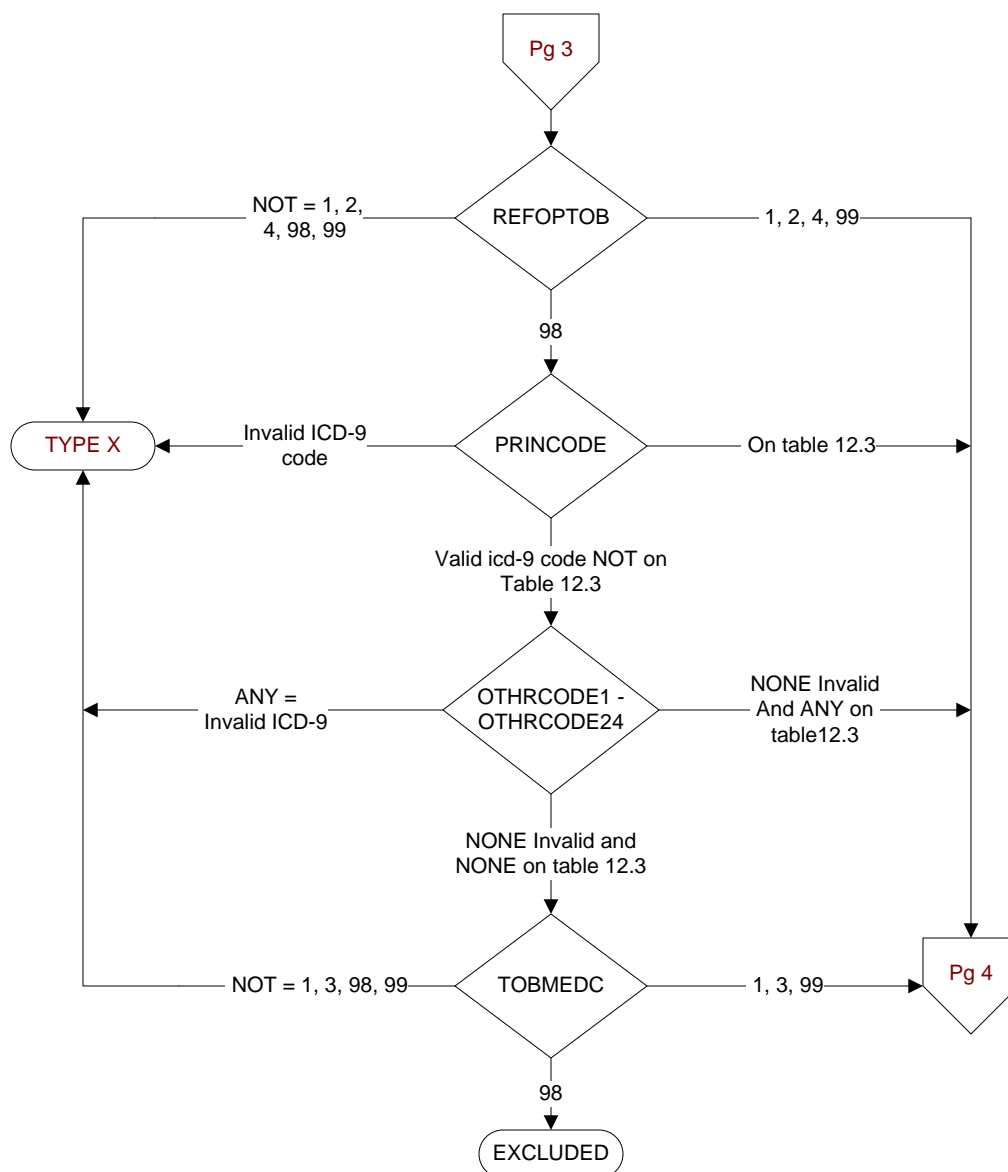 Pg 3
NOT = 1, 2,
4, 98, 99
REFOPTOB
1, 2, 4, 99
98
TYPE X
Invalid ICD-9
code
PRINCODE
On table 12.3
Valid icd-9 code NOT on
Table 12.3
ANY =
Invalid ICD-9
OTHRCODE1 -
OTHRCODE24
NONE Invalid
And ANY on
table12.3
NONE Invalid and
NONE on table 12.3
NOT = 1, 3, 98, 99
TOBMEDC
1, 3, 99
Pg 4
98
EXCLUDED